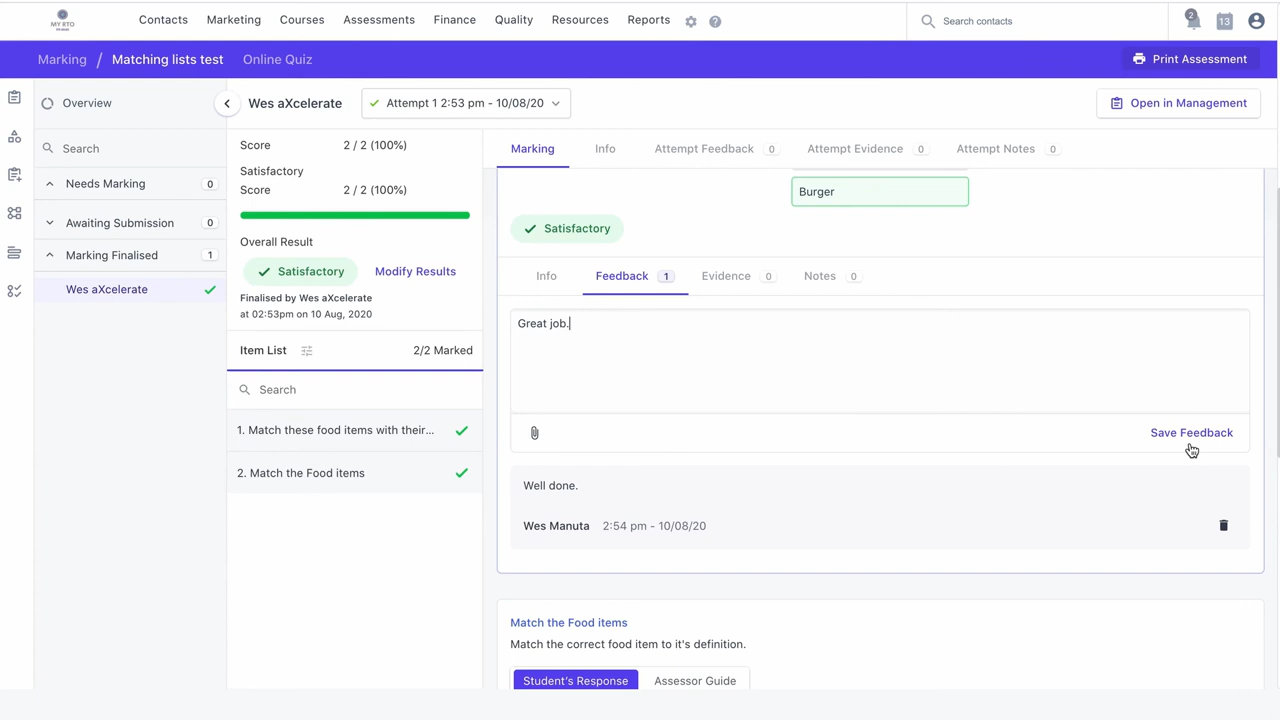 MY RTO
Contacts Marketing Courses Assessments Finance Quality Resources Reports
Search contacts
2
13
Marking / Matching lists test Online Quiz
Print Assessment
Overview
Wes aXcelerate
Attempt 1 2:53 pm - 10/08/20
Open in Management
Search
Needs Marking 0
Awaiting Submission 0
Marking Finalised 1
Wes aXcelerate
Score 2 / 2 (100%)
Satisfactory
Score 2 / 2 (100%)
Overall Result
Satisfactory Modify Results
Finalised by Wes aXcelerate
at 02:53pm on 10 Aug, 2020
Item List 2/2 Marked
Search
1. Match these food items with their...
2. Match the Food items
Marking Info Attempt Feedback 0 Attempt Evidence 0 Attempt Notes 0
Burger
Satisfactory
Info Feedback 1 Evidence 0 Notes 0
Great job.
Save Feedback
Well done.
Wes Manuta 2:54 pm - 10/08/20
Match the Food items
Match the correct food item to it's definition.
Student's Response Assessor Guide